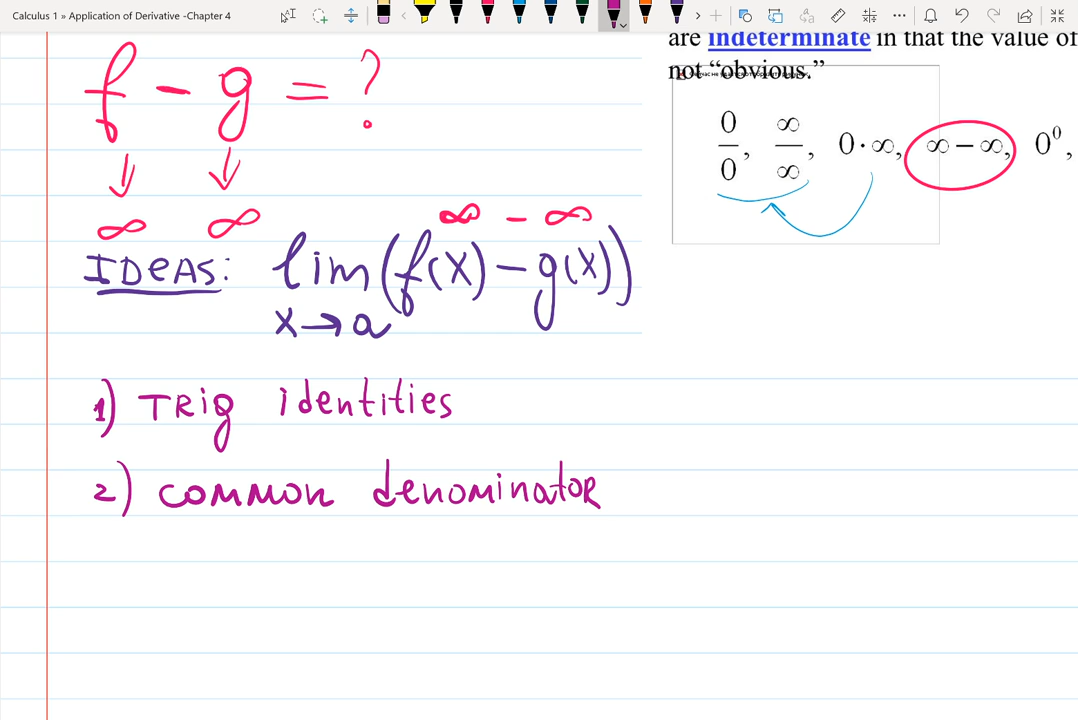 Calculus 1 » Application of Derivative -Chapter 4
f - g = ?
↓ ↓
∞ ∞
∞ - ∞
IDeAS: lim (f(x) - g(x))
x→a
1) TRig identities
2) common denominator
are indeterminate in that the value of
not “obvious.”
0/0, ∞/∞, 0·∞, ∞-∞, 0⁰,